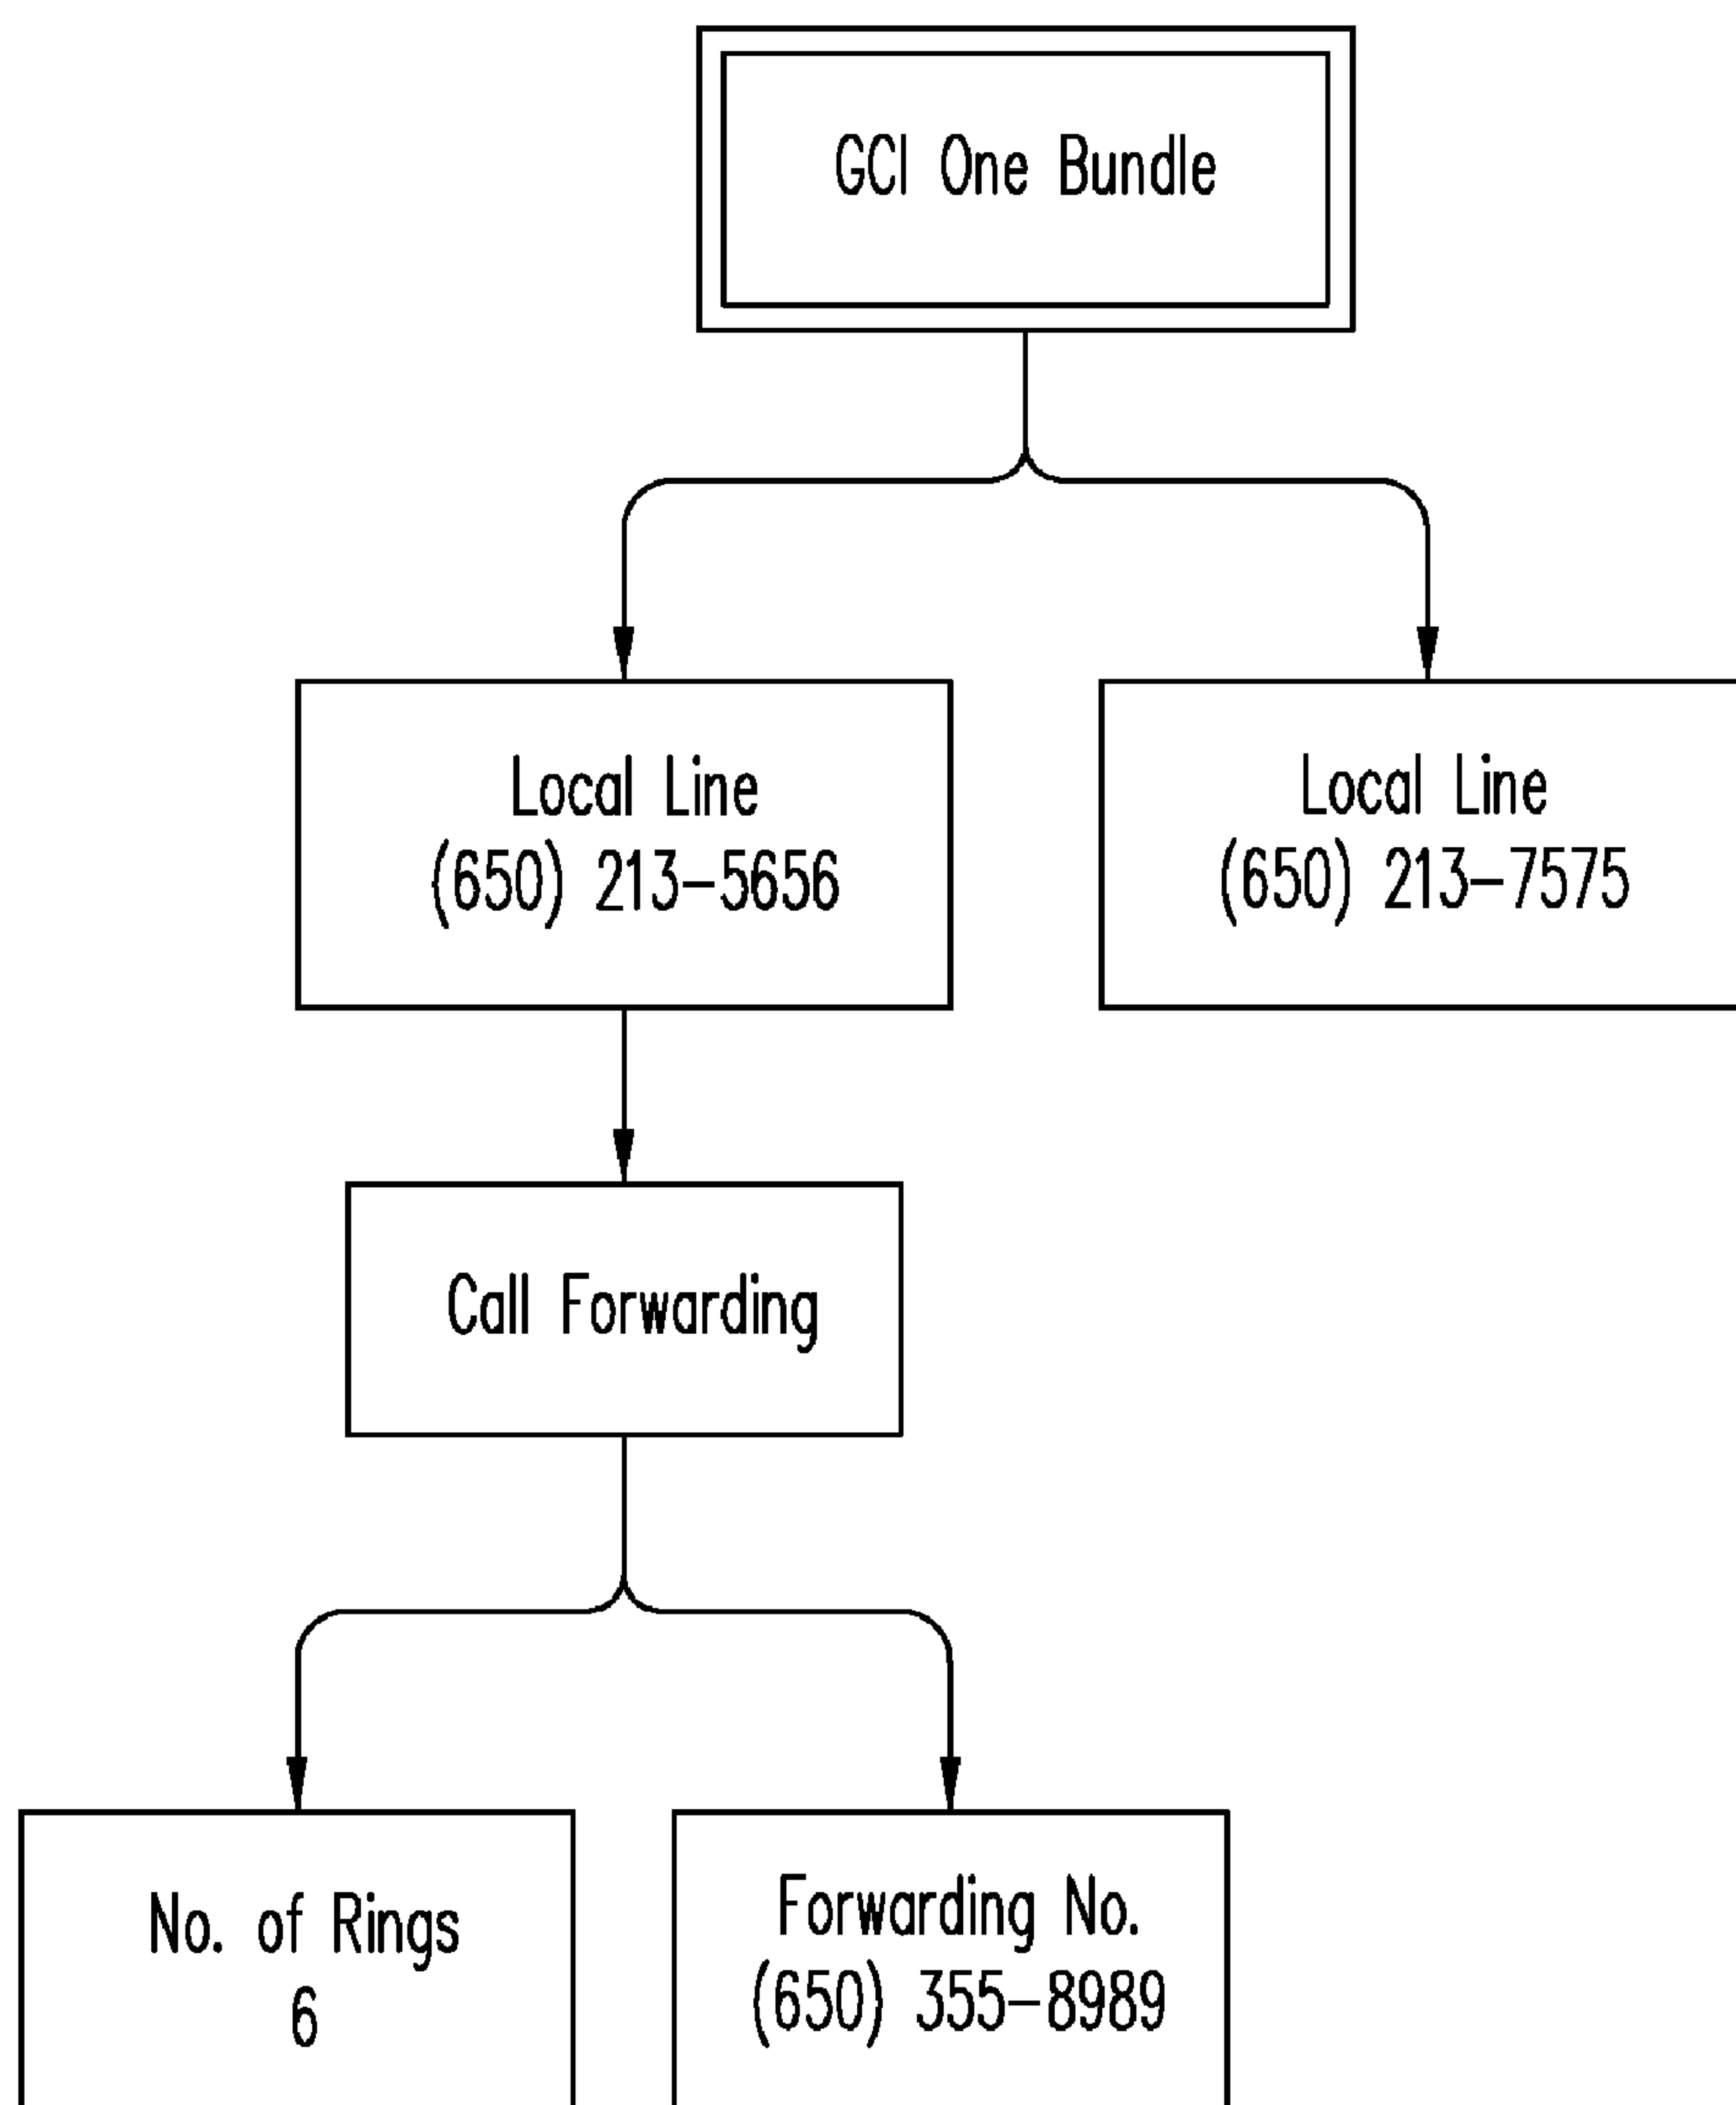 GCI One Bundle
Local Line
(650) 213-5656
Local Line
(650) 213-7575
Call Forwarding
No. of Rings
6
Forwarding No.
(650) 355-8989